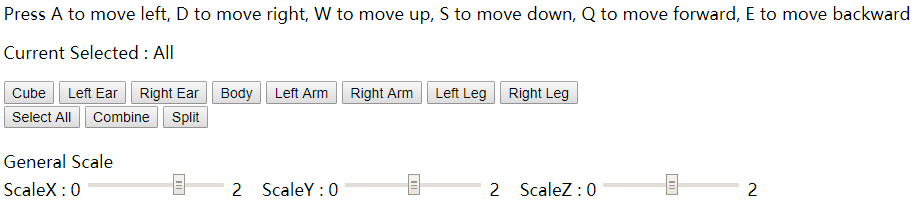 Press A to move left, D to move right, W to move up, S to move down, Q to move forward, E to move backward
Current Selected : All
Cube Left Ear Right Ear Body Left Arm Right Arm Left Leg Right Leg
Select All Combine Split
General Scale
ScaleX : 0 2 ScaleY : 0 2 ScaleZ : 0 2